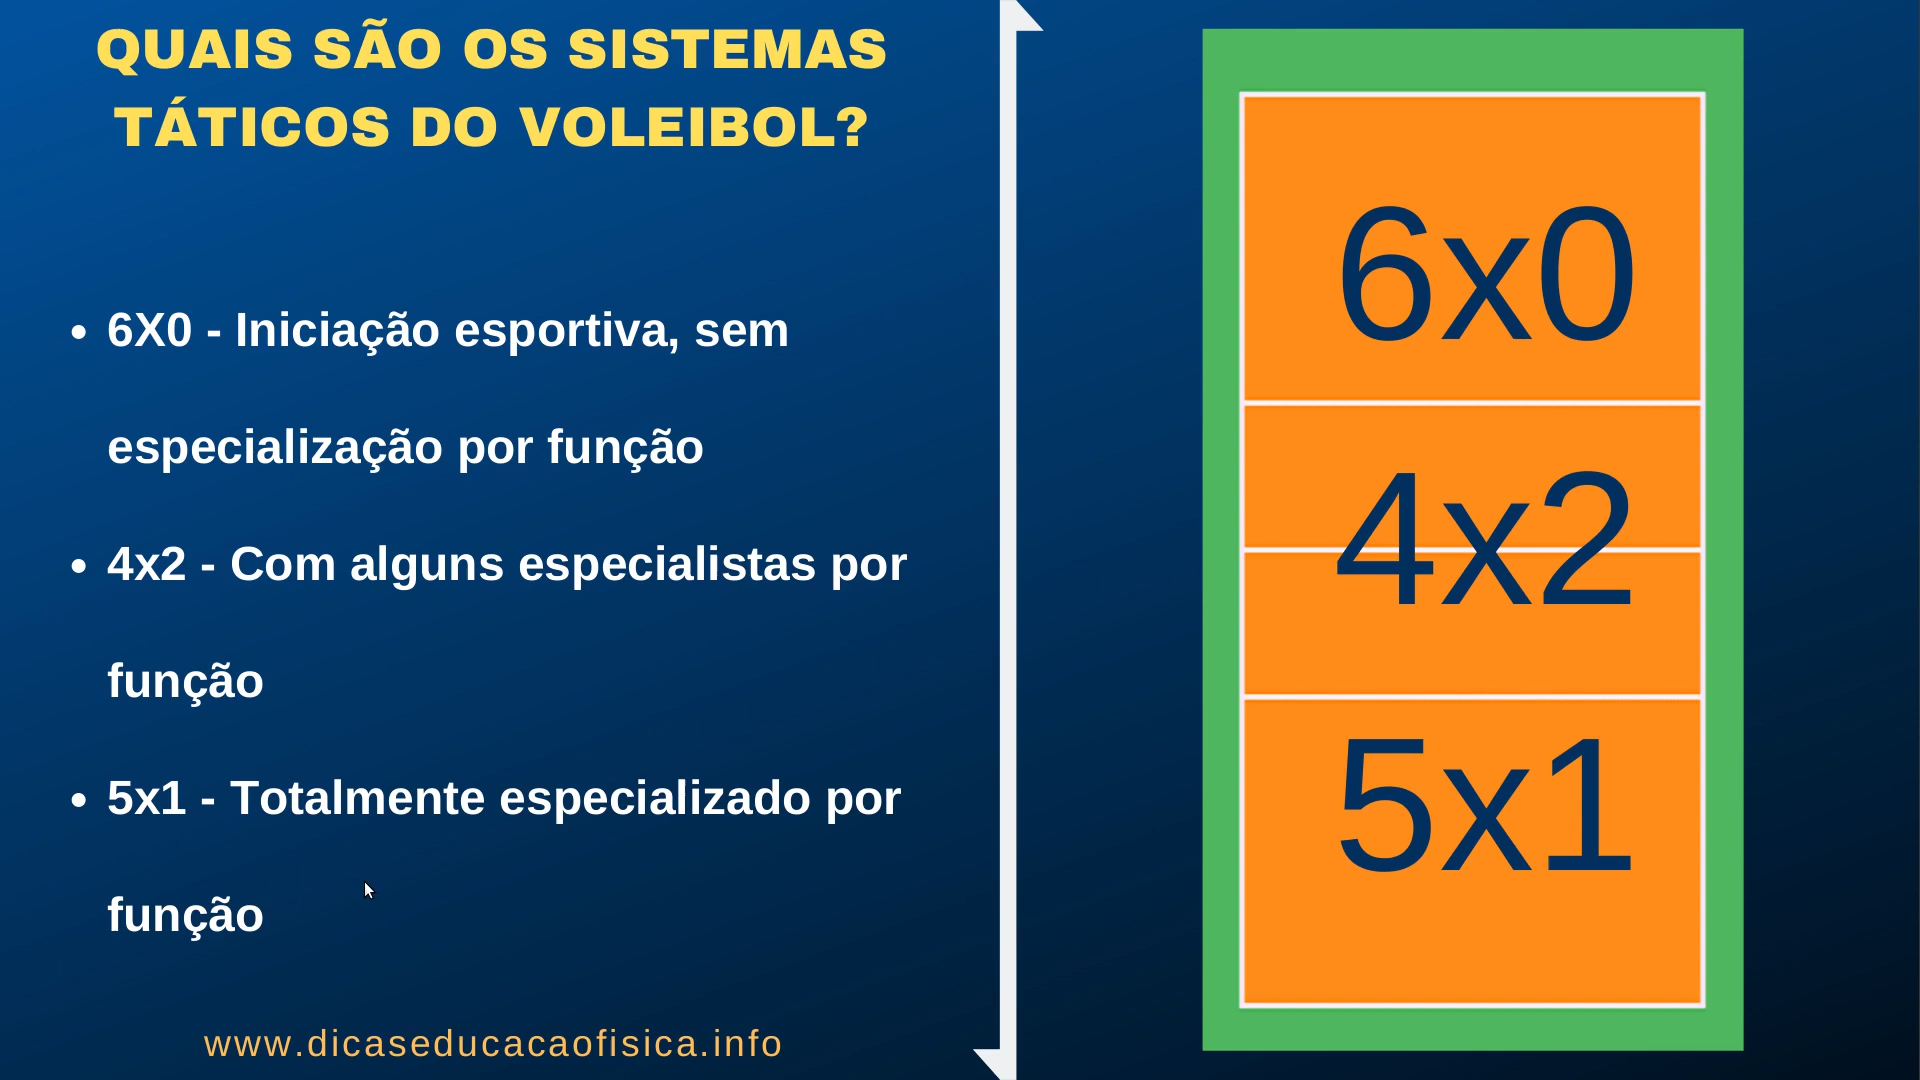 QUAIS SÃO OS SISTEMAS
TÁTICOS DO VOLEIBOL?
• 6X0 - Iniciação esportiva, sem
especialização por função
• 4x2 - Com alguns especialistas por
função
• 5x1 - Totalmente especializado por
função
www.dicaseducacaofisica.info
6x0
4x2
5x1